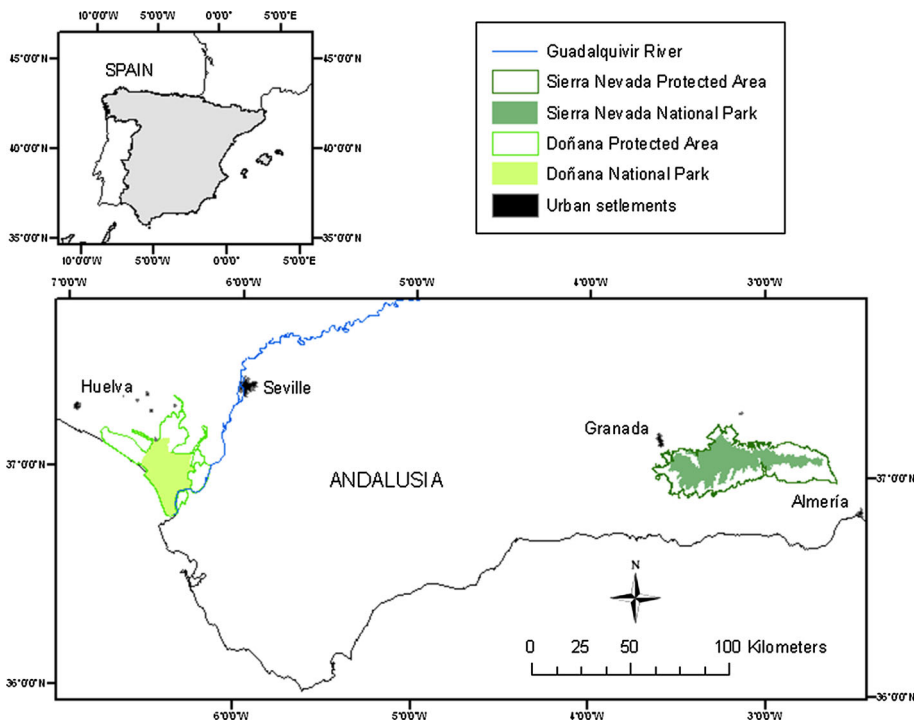 10°0'0"W 5°0'0"W 0°0'0" 5°0'0"E
45°0'0"N 45°0'0"N
SPAIN
40°0'0"N 40°0'0"N
35°0'0"N 35°0'0"N
10°0'0"W 5°0'0"W 0°0'0" 5°0'0"E
Guadalquivir River
Sierra Nevada Protected Area
Sierra Nevada National Park
Doñana Protected Area
Doñana National Park
Urban setlements
7°0'0"W 6°0'0"W 5°0'0"W 4°0'0"W 3°0'0"W
Huelva
Seville
Granada
37°0'0"N
ANDALUSIA
37°0'0"N
Almería
N
0 25 50 100 Kilometers
36°0'0"N
36°0'0"N
6°0'0"W 5°0'0"W 4°0'0"W 3°0'0"W